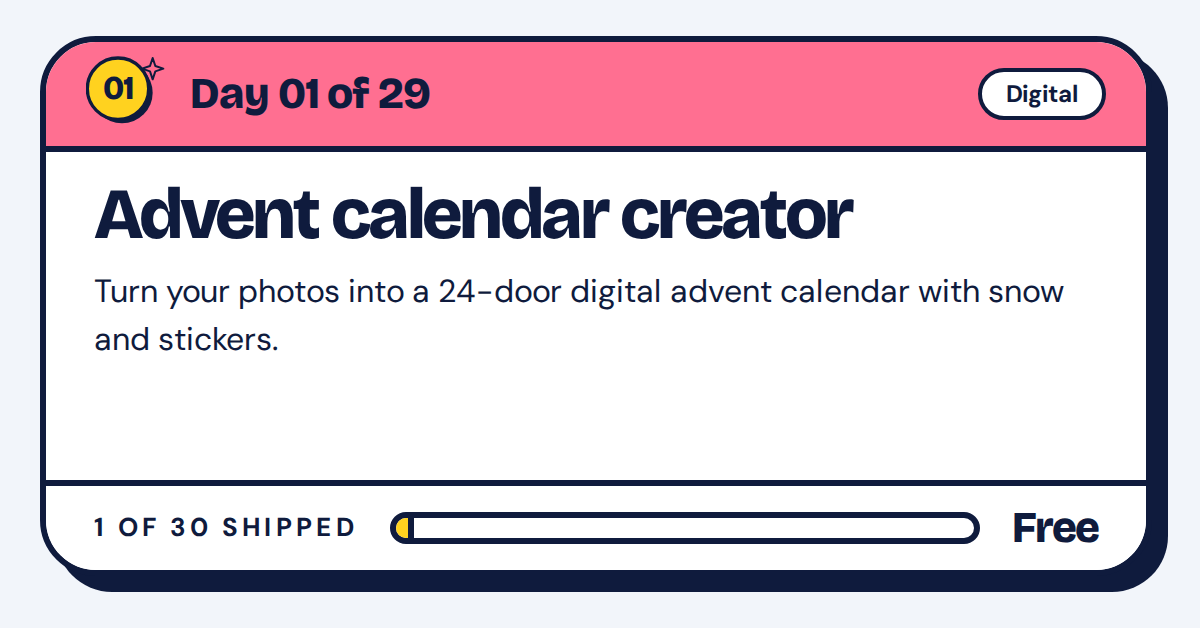 01
Day 01 of 29
Digital
Advent calendar creator
Turn your photos into a 24-door digital advent calendar with snow
and stickers.
1 OF 30 SHIPPED
Free